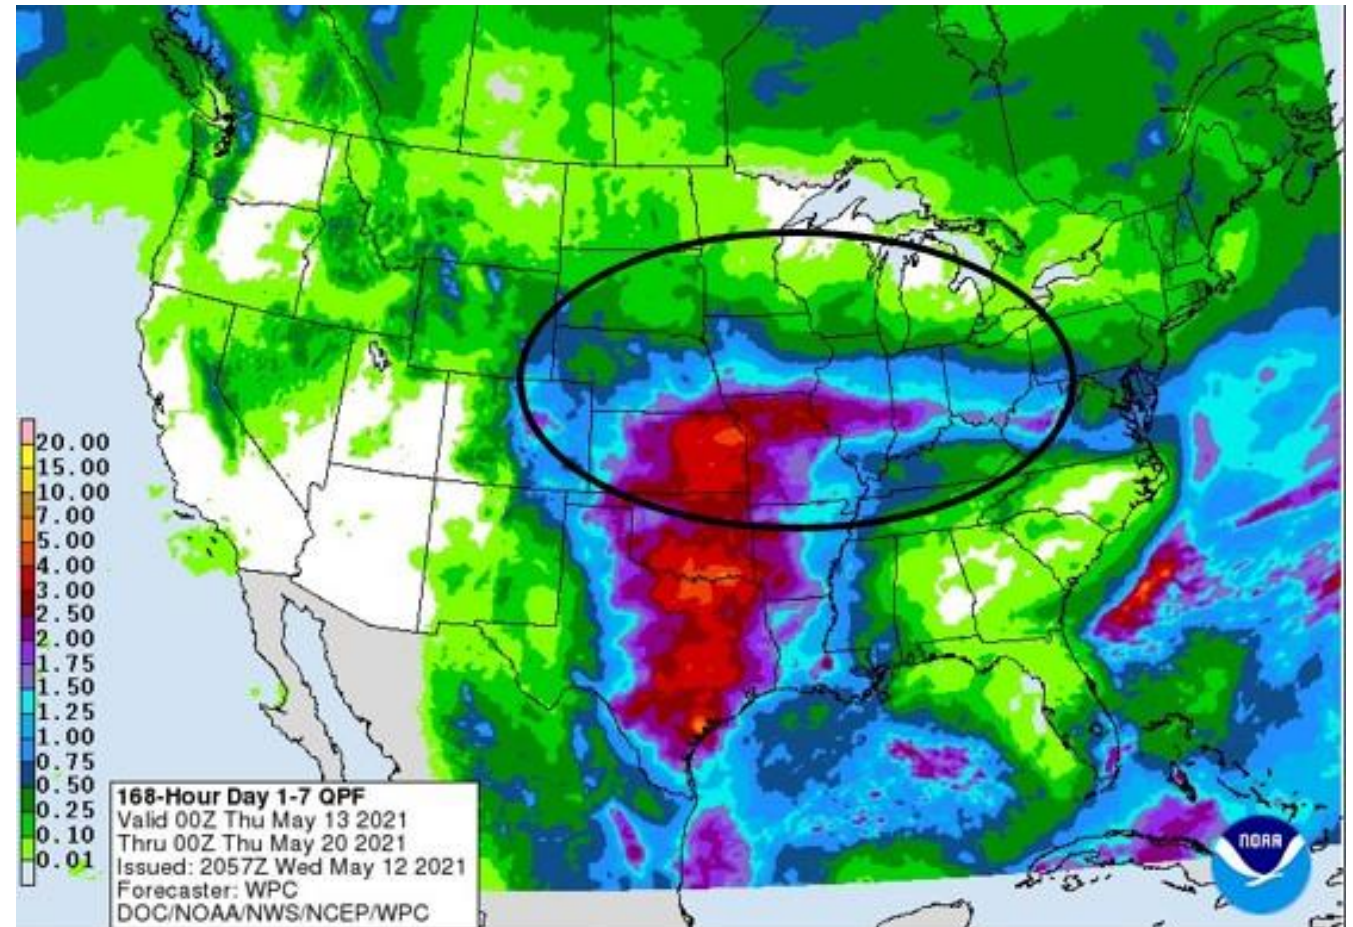 20.00
15.00
10.00
7.00
5.00
4.00
3.00
2.50
2.00
1.75
1.50
1.25
1.00
0.75
0.50
0.25
0.10
0.01
168-Hour Day 1-7 QPF
Valid 00Z Thu May 13 2021
Thru 00Z Thu May 20 2021
Issued: 2057Z Wed May 12 2021
Forecaster: WPC
DOC/NOAA/NWS/NCEP/WPC
NOAA